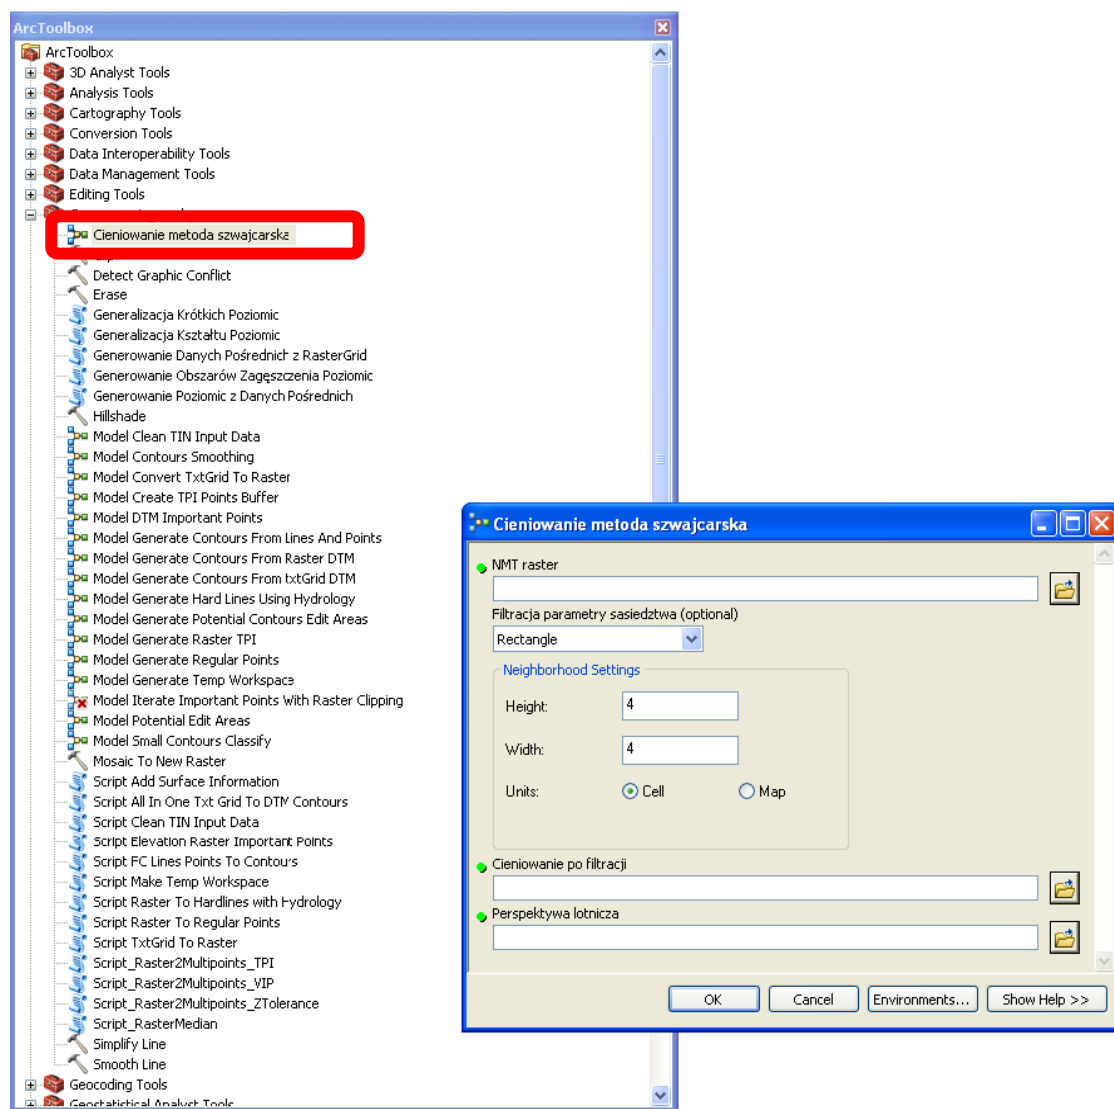 ArcToolbox
ArcToolbox
3D Analyst Tools
Analysis Tools
Cartography Tools
Conversion Tools
Data Interoperability Tools
Data Management Tools
Editing Tools
Cieniowanie metoda szwajcarska
Detect Graphic Conflict
Erase
Generalizacja Krótkich Poziomic
Generalizacja Kształtu Poziomic
Generowanie Danych Pośrednich z RasterGrid
Generowanie Obszarów Zagęszczenia Poziomic
Generowanie Poziomic z Danych Pośrednich
Hillshade
Model Clean TIN Input Data
Model Contours Smoothing
Model Convert TxtGrid To Raster
Model Create TPI Points Buffer
Model DTM Important Points
Model Generate Contours From Lines And Points
Model Generate Contours From Raster DTM
Model Generate Contours From txtGrid DTM
Model Generate Hard Lines Using Hydrology
Model Generate Potential Contours Edit Areas
Model Generate Raster TPI
Model Generate Regular Points
Model Generate Temp Workspace
Model Iterate Important Points With Raster Clipping
Model Potential Edit Areas
Model Small Contours Classify
Mosaic To New Raster
Script Add Surface Information
Script All In One Txt Grid To DTM Contours
Script Clean TIN Input Data
Script Elevation Raster Important Points
Script FC Lines Points To Contours
Script Make Temp Workspace
Script Raster To Hardlines with Hydrology
Script Raster To Regular Points
Script TxtGrid To Raster
Script_Raster2Multipoints_TPI
Script_Raster2Multipoints_VIP
Script_Raster2Multipoints_ZTolerance
Script_RasterMedian
Simplify Line
Smooth Line
Geocoding Tools
Geostatistical Analyst Tools
Cieniowanie metoda szwajcarska
NMT raster
Filtracja parametry sasiedztwa (optional)
Rectangle
Neighborhood Settings
Height: 4
Width: 4
Units: Cell Map
Cieniowanie po filtracji
Perspektywa lotnicza
OK Cancel Environments... Show Help >>